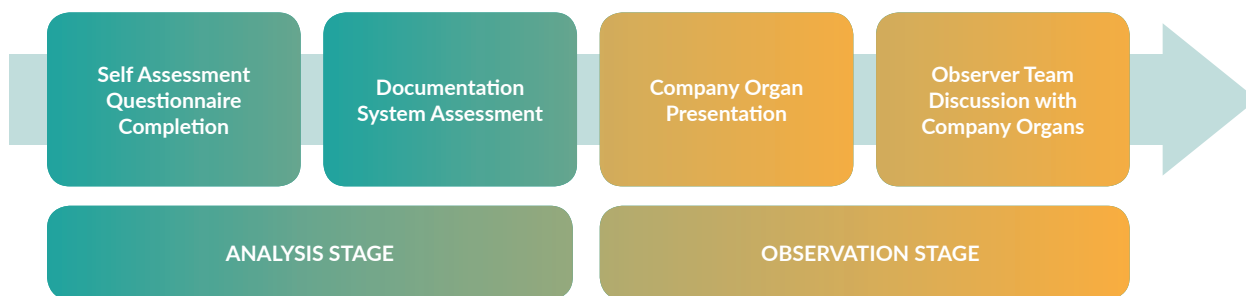 Self Assessment
Questionnaire
Completion
Documentation
System Assessment
Company Organ
Presentation
Observer Team
Discussion with
Company Organs
ANALYSIS STAGE
OBSERVATION STAGE